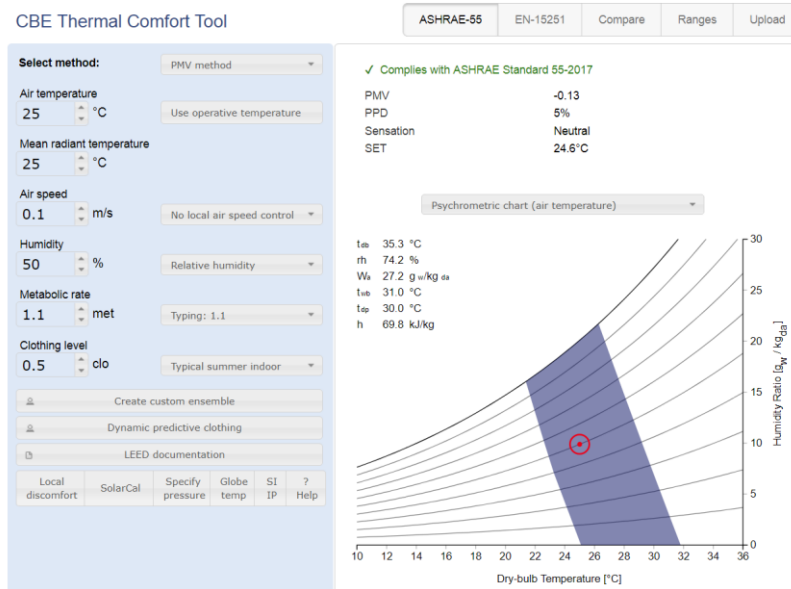 CBE Thermal Comfort Tool
ASHRAE-55
EN-15251
Compare
Ranges
Upload
Select method:
PMV method
Air temperature
25 °C
Use operative temperature
Mean radiant temperature
25 °C
Air speed
0.1 m/s
No local air speed control
Humidity
50 %
Relative humidity
Metabolic rate
1.1 met
Typing: 1.1
Clothing level
0.5 clo
Typical summer indoor
Create custom ensemble
Dynamic predictive clothing
LEED documentation
Local discomfort
SolarCal
Specify pressure
Globe temp
SI IP
? Help
✓ Complies with ASHRAE Standard 55-2017
PMV -0.13
PPD 5%
Sensation Neutral
SET 24.6°C
Psychrometric chart (air temperature)
tdb 35.3 °C
rh 74.2 %
Wa 27.2 g w/kg da
twb 31.0 °C
tdp 30.0 °C
h 69.8 kJ/kg
30
25
20
15
10
5
0
Humidity Ratio [gw / kgda]
10 12 14 16 18 20 22 24 26 28 30 32 34 36
Dry-bulb Temperature [°C]